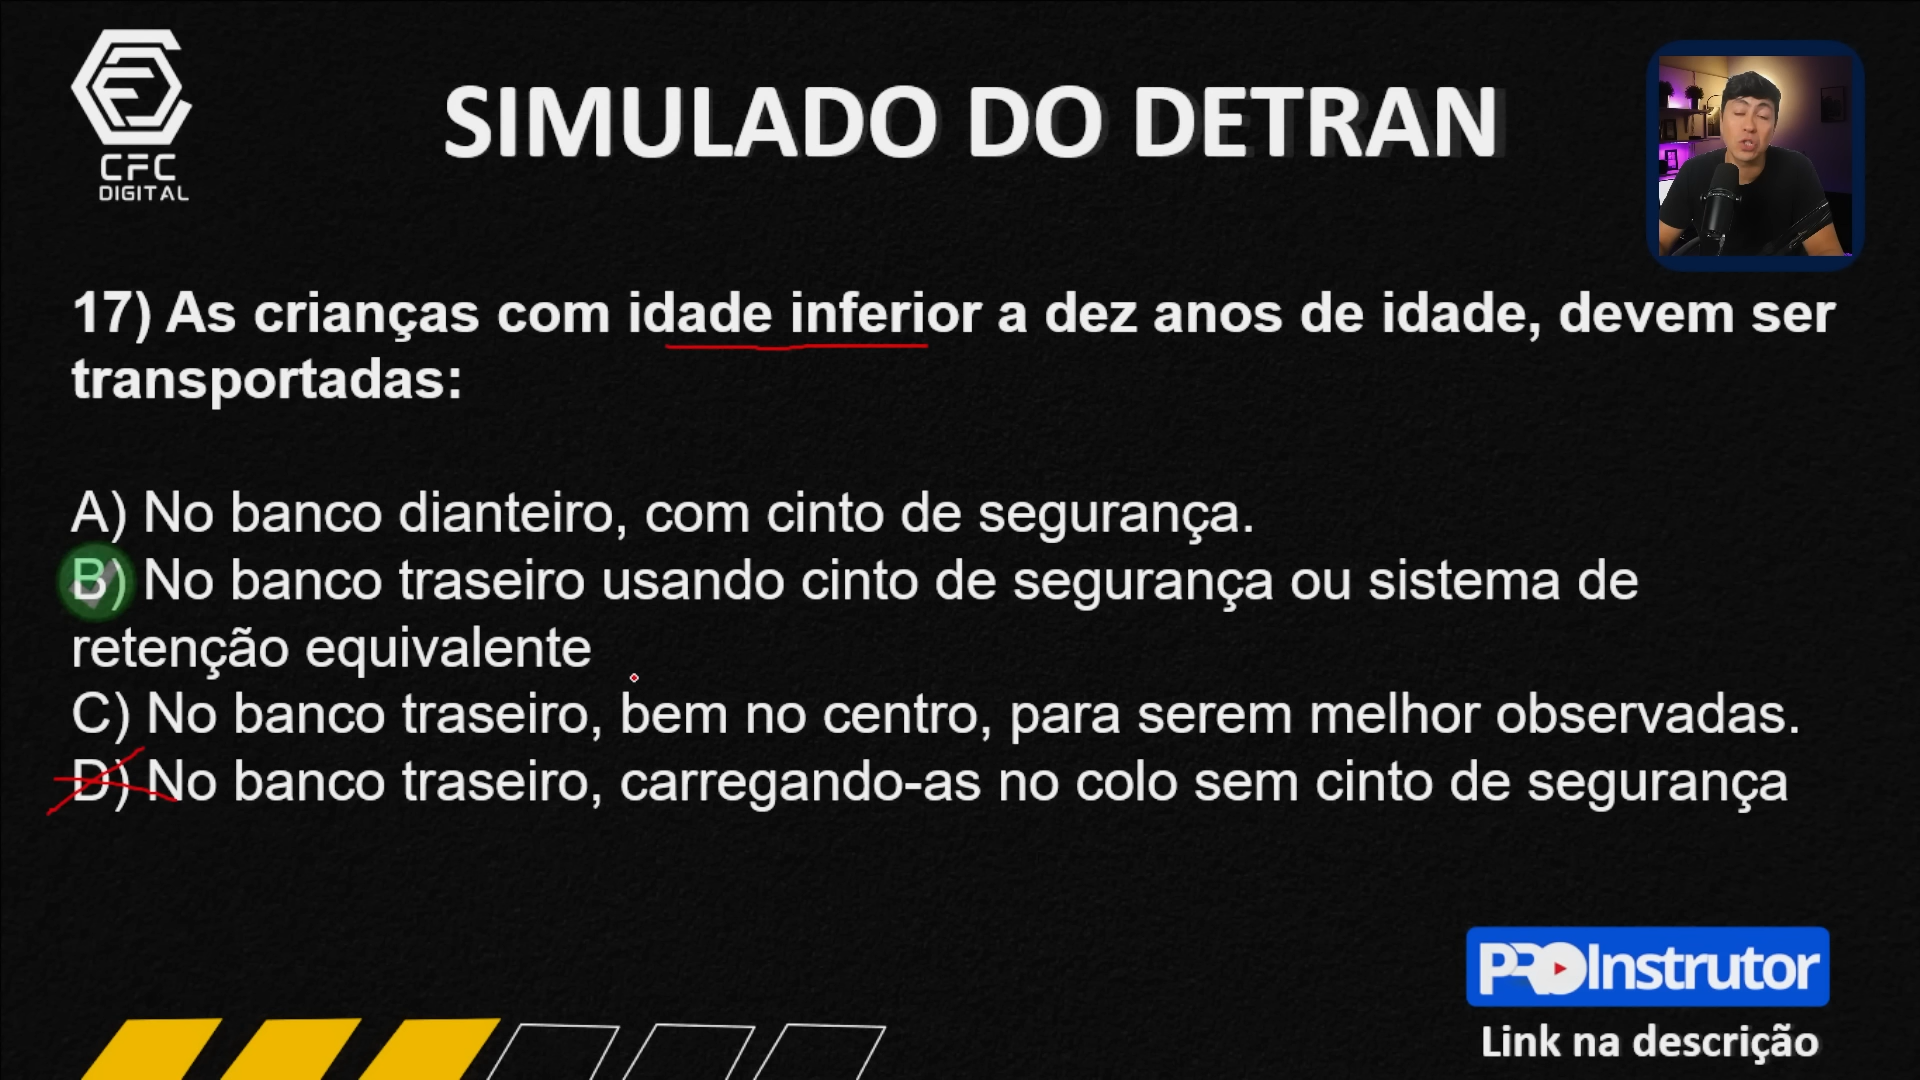 CFC
DIGITAL
SIMULADO DO DETRAN
17) As crianças com idade inferior a dez anos de idade, devem ser
transportadas:
A) No banco dianteiro, com cinto de segurança.
B) No banco traseiro usando cinto de segurança ou sistema de
retenção equivalente
C) No banco traseiro, bem no centro, para serem melhor observadas.
D) No banco traseiro, carregando-as no colo sem cinto de segurança
PROInstrutor
Link na descrição